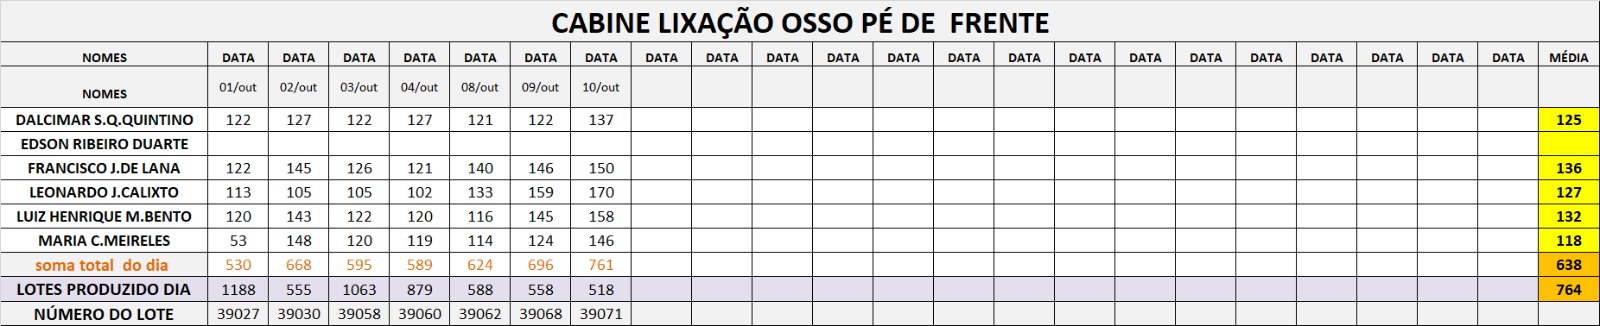 CABINE LIXAÇÃO OSSO PÉ DE FRENTE
NOMES DATA DATA DATA DATA DATA DATA DATA DATA DATA DATA DATA DATA DATA DATA DATA DATA DATA DATA DATA DATA DATA DATA MÉDIA
NOMES 01/out 02/out 03/out 04/out 08/out 09/out 10/out
DALCIMAR S.Q.QUINTINO 122 127 122 127 121 122 137 125
EDSON RIBEIRO DUARTE
FRANCISCO J.DE LANA 122 145 126 121 140 146 150 136
LEONARDO J.CALIXTO 113 105 105 102 133 159 170 127
LUIZ HENRIQUE M.BENTO 120 143 122 120 116 145 158 132
MARIA C.MEIRELES 53 148 120 119 114 124 146 118
soma total do dia 530 668 595 589 624 696 761 638
LOTES PRODUZIDO DIA 1188 555 1063 879 588 558 518 764
NÚMERO DO LOTE 39027 39030 39058 39060 39062 39068 39071